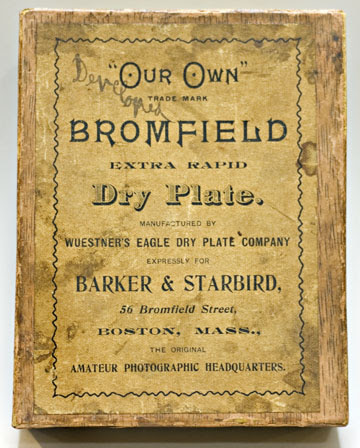 "OUR OWN"
Developed
TRADE MARK
BROMFIELD
EXTRA RAPID
Dry Plate.
MANUFACTURED BY
WUESTNER'S EAGLE DRY PLATE COMPANY
EXPRESSLY FOR
BARKER & STARBIRD,
56 Bromfield Street,
BOSTON, MASS.,
THE ORIGINAL
AMATEUR PHOTOGRAPHIC HEADQUARTERS.